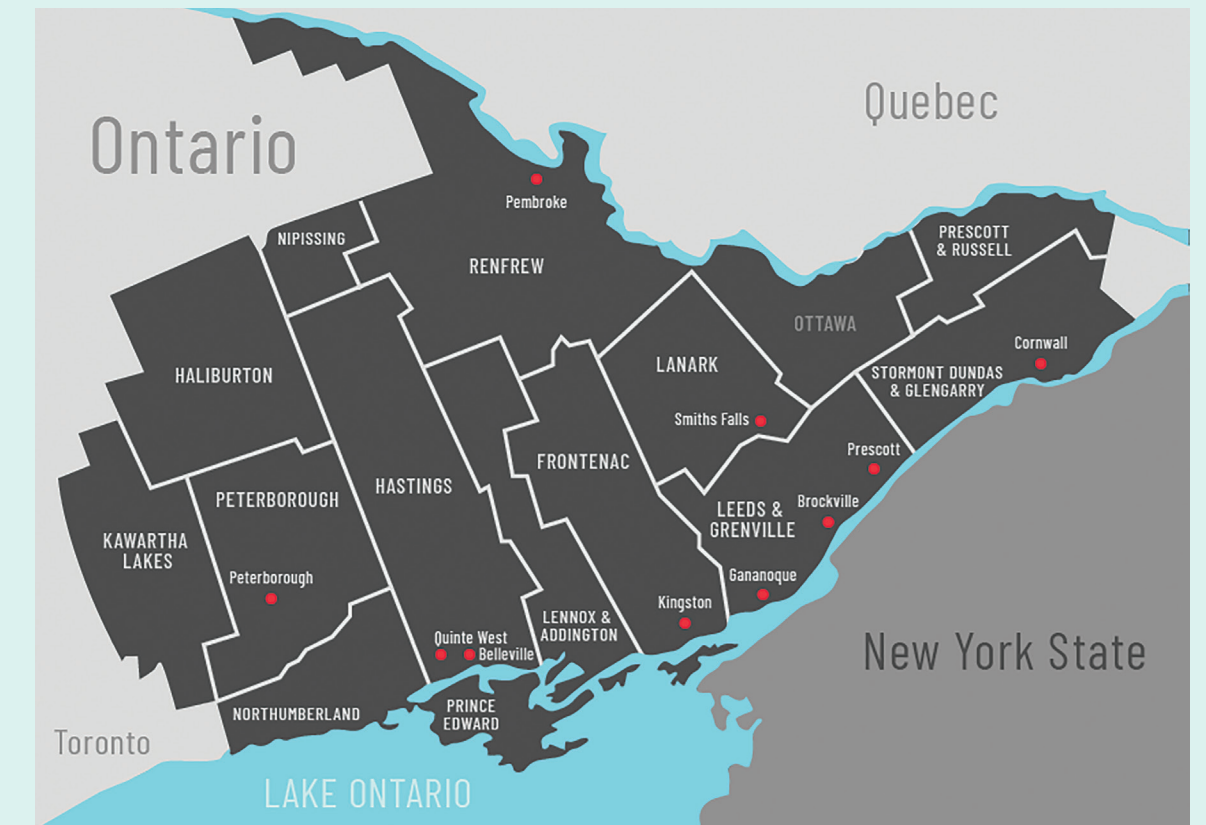 Quebec
Ontario
Pembroke
NIPISSING
PRESCOTT
& RUSSELL
RENFREW
OTTAWA
Cornwall
LANARK
HALIBURTON
STORMONT DUNDAS
& GLENGARRY
Smiths Falls
Prescott
FRONTENAC
HASTINGS
PETERBOROUGH
Brockville
LEEDS &
GRENVILLE
KAWARTHA
LAKES
Peterborough
Gananoque
Kingston
LENNOX &
ADDINGTON
Quinte West
Belleville
New York State
PRINCE
EDWARD
NORTHUMBERLAND
Toronto
LAKE ONTARIO